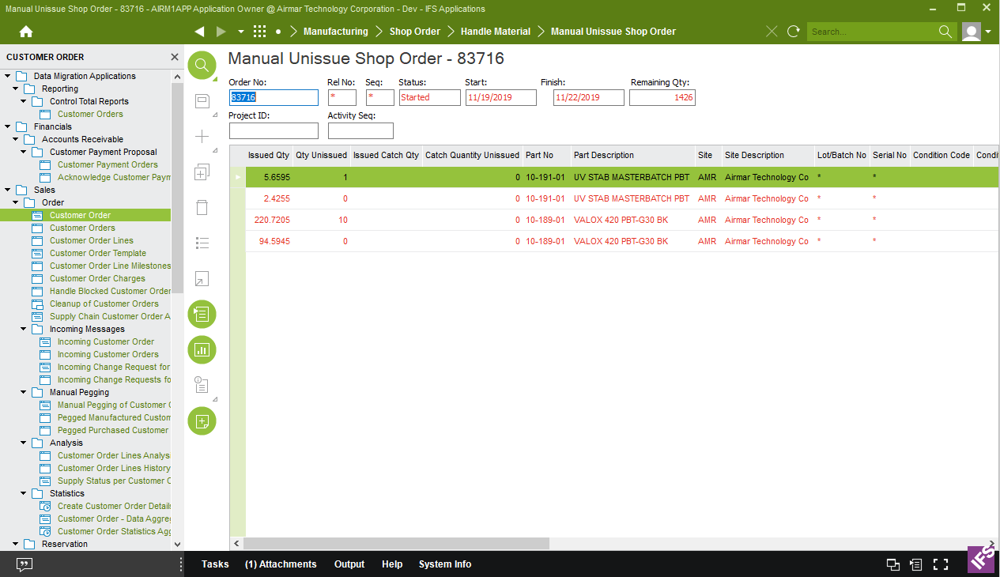 Manual Unissue Shop Order - 83716 - AIRM1APP Application Owner @ Airmar Technology Corporation - Dev - IFS Applications
Manufacturing Shop Order Handle Material Manual Unissue Shop Order Search...
CUSTOMER ORDER
Data Migration Applications
Reporting
Control Total Reports
Customer Orders
Financials
Accounts Receivable
Customer Payment Proposal
Customer Payment Orders
Acknowledge Customer Paym
Sales
Order
Customer Order
Customer Orders
Customer Order Lines
Customer Order Template
Customer Order Line Milestones
Customer Order Charges
Handle Blocked Customer Order
Cleanup of Customer Orders
Supply Chain Customer Order A
Incoming Messages
Incoming Customer Order
Incoming Customer Orders
Incoming Change Request for
Incoming Change Requests fo
Manual Pegging
Manual Pegging of Customer O
Pegged Manufactured Custom
Pegged Purchased Customer
Analysis
Customer Order Lines Analys
Customer Order Lines History
Supply Status per Customer O
Statistics
Create Customer Order Details
Customer Order - Data Aggre
Customer Order Statistics Agg
Reservation
Manual Unissue Shop Order - 83716
Order No: Rel No: Seq: Status: Start: Finish: Remaining Qty:
83716 * * Started 11/19/2019 11/22/2019 1426
Project ID: Activity Seq:
Issued Qty Qty Unissued Issued Catch Qty Catch Quantity Unissued Part No Part Description Site Site Description Lot/Batch No Serial No Condition Code Condi
5.6595 1 0 10-191-01 UV STAB MASTERBATCH PBT AMR Airmar Technology Co * *
2.4255 0 0 10-191-01 UV STAB MASTERBATCH PBT AMR Airmar Technology Co * *
220.7205 10 0 10-189-01 VALOX 420 PBT-G30 BK AMR Airmar Technology Co * *
94.5945 0 0 10-189-01 VALOX 420 PBT-G30 BK AMR Airmar Technology Co * *
Tasks (1) Attachments Output Help System Info
IFS